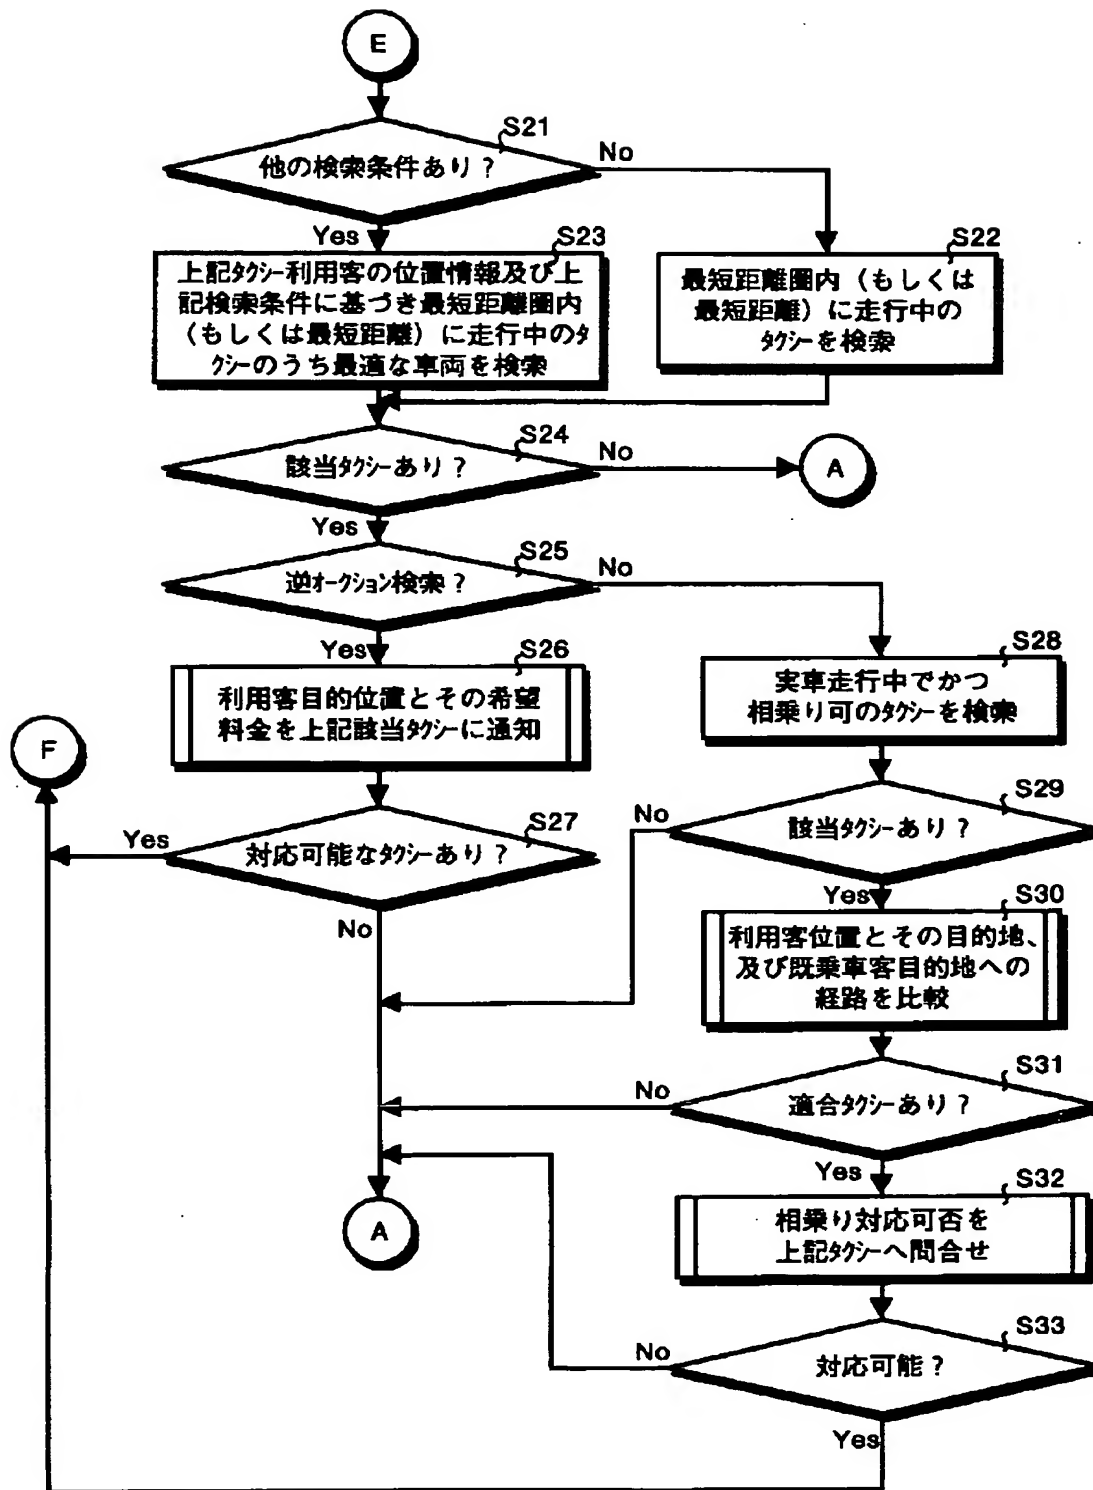 E
S21
他の検索条件あり？
No
Yes
S23
上記ﾀｸｼｰ利用客の位置情報及び上
記検索条件に基づき最短距離圏内
（もしくは最短距離）に走行中のﾀ
ｸｼｰのうち最適な車両を検索
S22
最短距離圏内（もしくは
最短距離）に走行中の
ﾀｸｼｰを検索
S24
該当ﾀｸｼｰあり？
No
A
Yes
S25
逆ｵｰｸｼｮﾝ検索？
No
Yes
S26
利用客目的位置とその希望
料金を上記該当ﾀｸｼｰに通知
S28
実車走行中でかつ
相乗り可のﾀｸｼｰを検索
F
S27
対応可能なﾀｸｼｰあり？
Yes
No
S29
該当ﾀｸｼｰあり？
No
Yes
S30
利用客位置とその目的地、
及び既乗車客目的地への
経路を比較
S31
適合ﾀｸｼｰあり？
No
Yes
S32
相乗り対応可否を
上記ﾀｸｼｰへ問合せ
A
S33
対応可能？
No
Yes